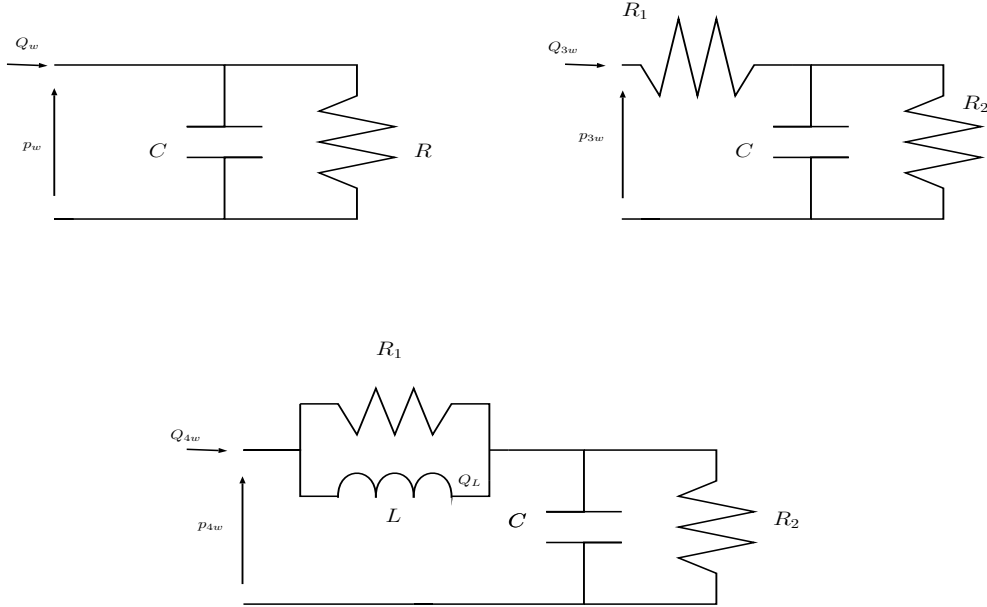 Q_w
p_w
C
R
R_1
Q_{3w}
p_{3w}
C
R_2
R_1
Q_{4w}
Q_L
L
p_{4w}
C
R_2